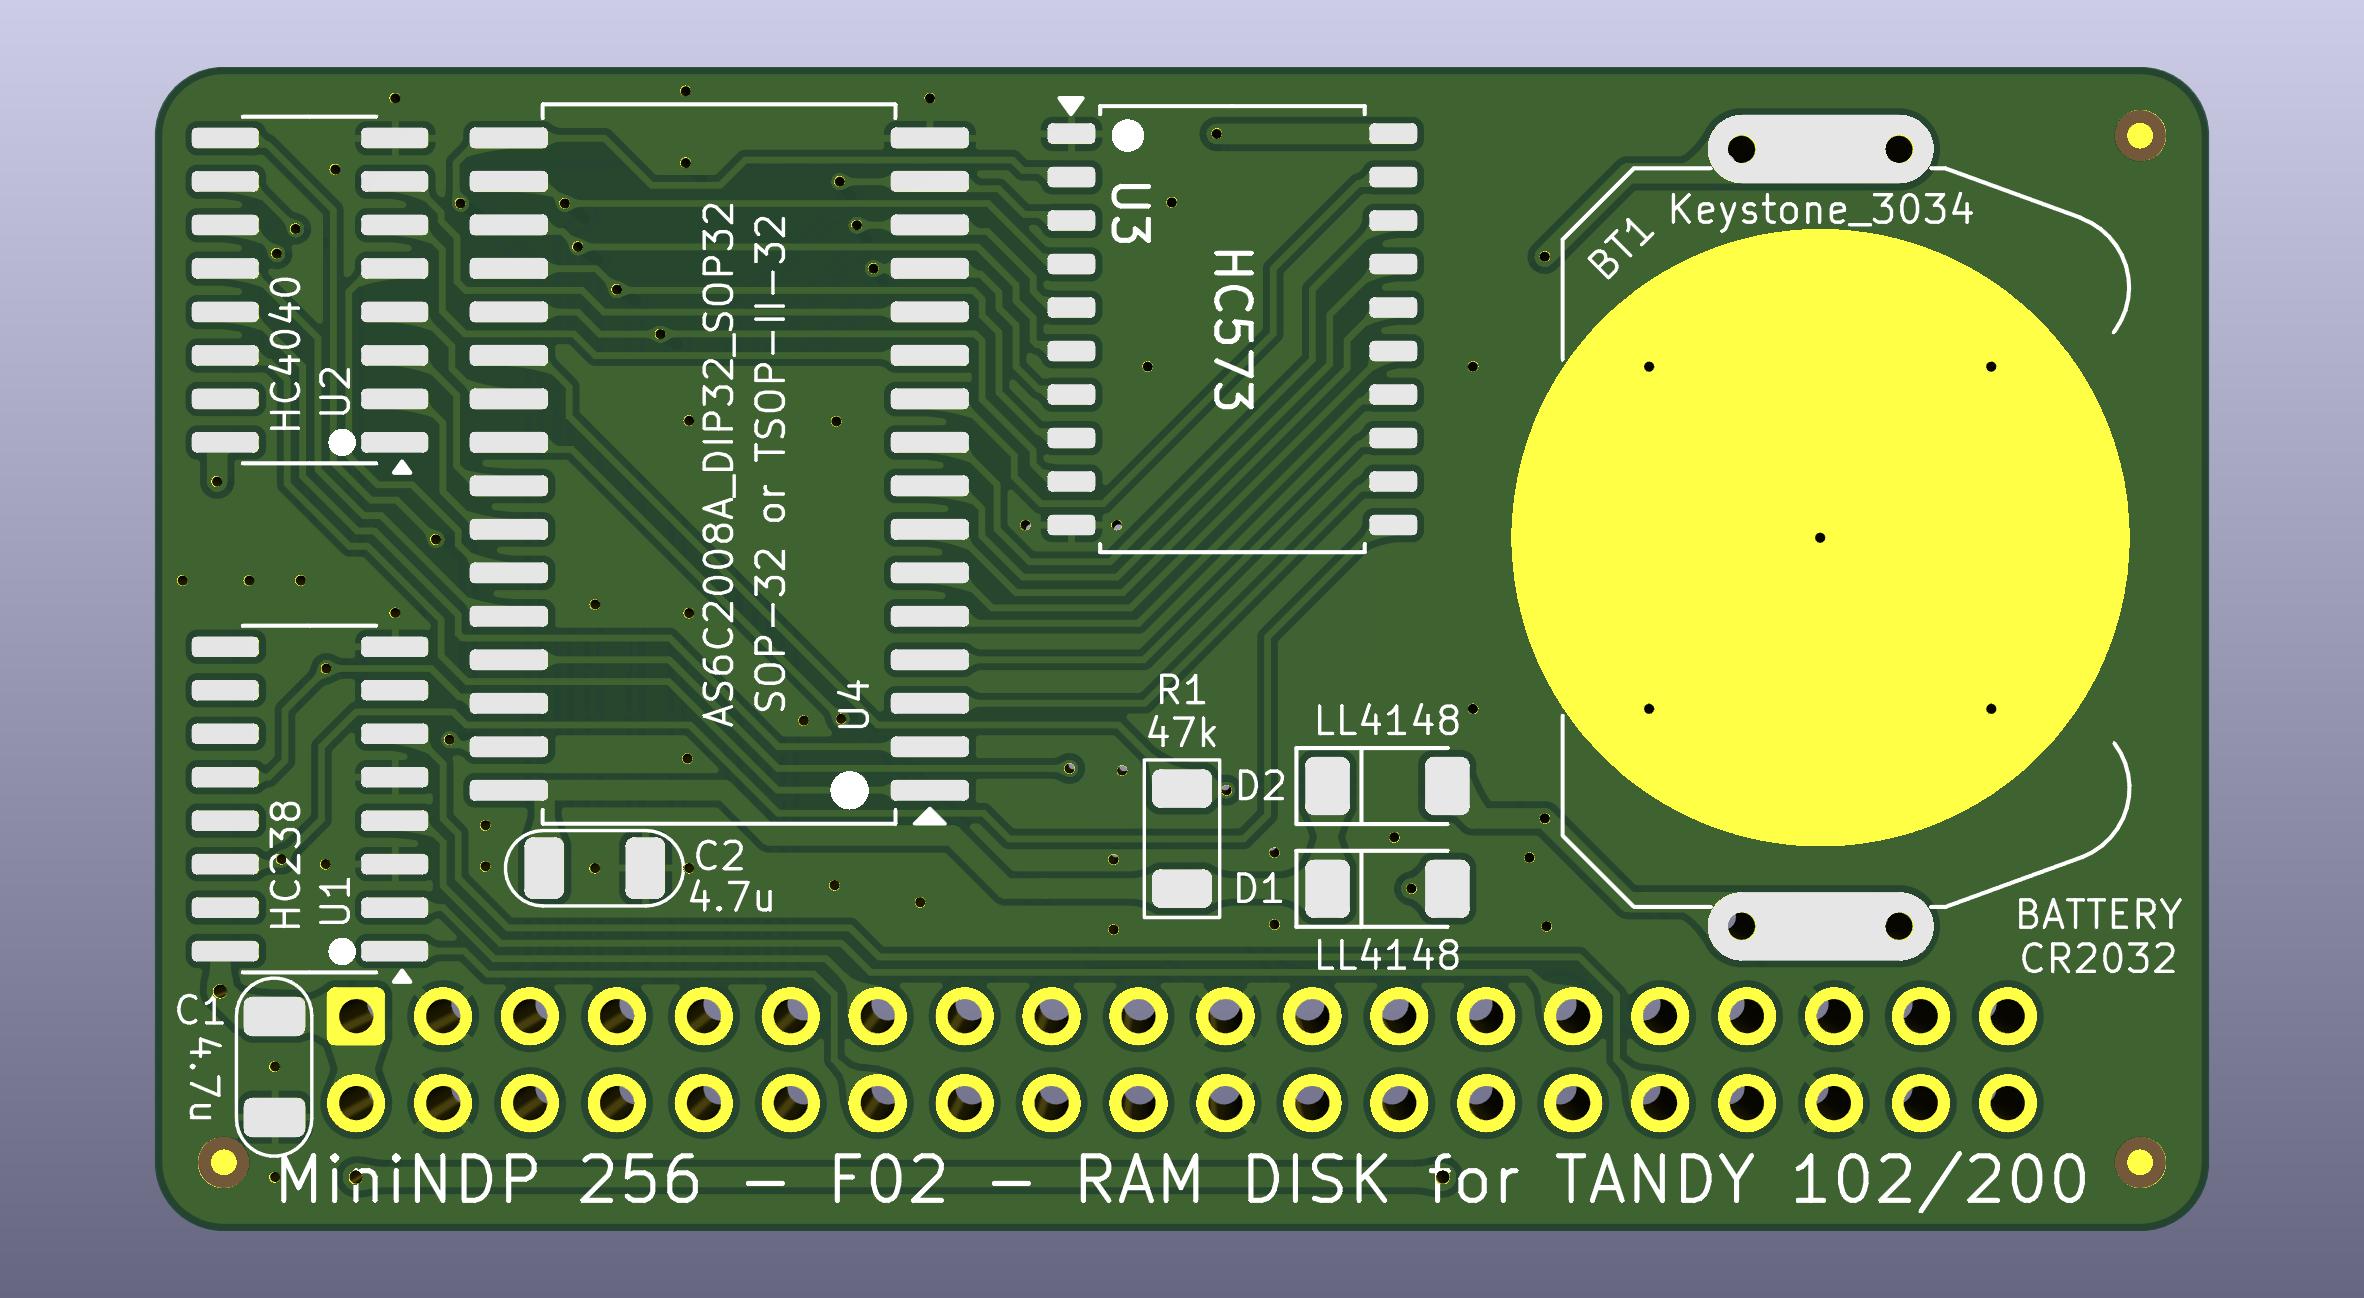 U3
HC573
Keystone_3034
BT1
HC4040
U2
AS6C2008A_DIP32_SOP32
SOP-32 or TSOP-II-32
U4
R1
47k
LL4148
D2
D1
LL4148
HC238
U1
C2
4.7u
BATTERY
CR2032
C1
4.7u
MiniNDP 256 - F02 - RAM DISK for TANDY 102/200